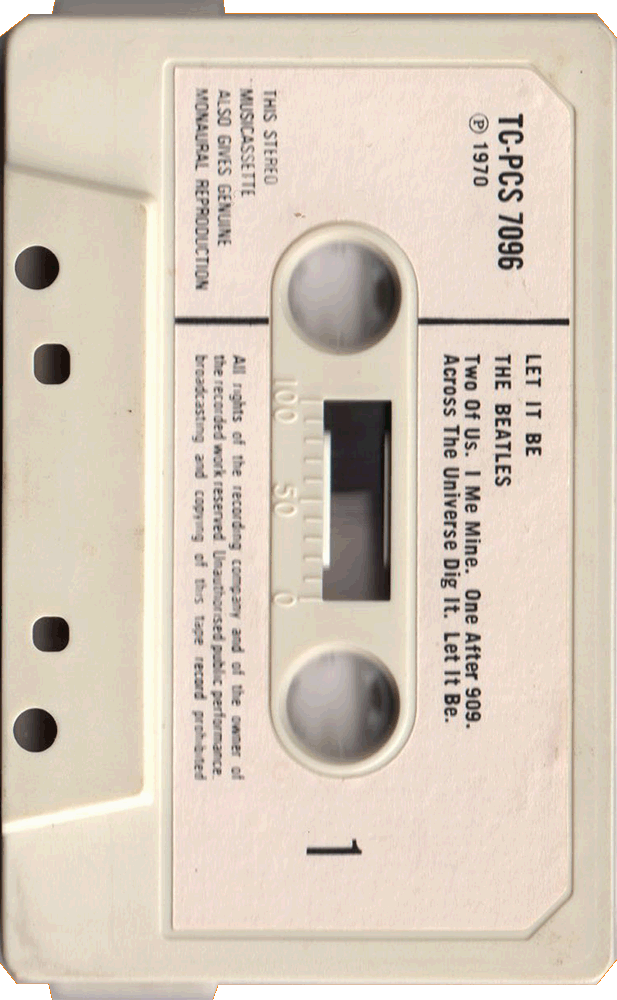 TC-PCS 7096
Ⓟ 1970
LET IT BE
THE BEATLES
Two Of Us. I Me Mine. One After 909.
Across The Universe Dig It. Let It Be.
100 50 0
1
THIS STEREO
MUSICASSETTE
ALSO GIVES GENUINE
MONAURAL REPRODUCTION
All rights of the recording company and of the owner of
the recorded work reserved Unauthorised public performance.
broadcasting and copying of this tape record prohibited